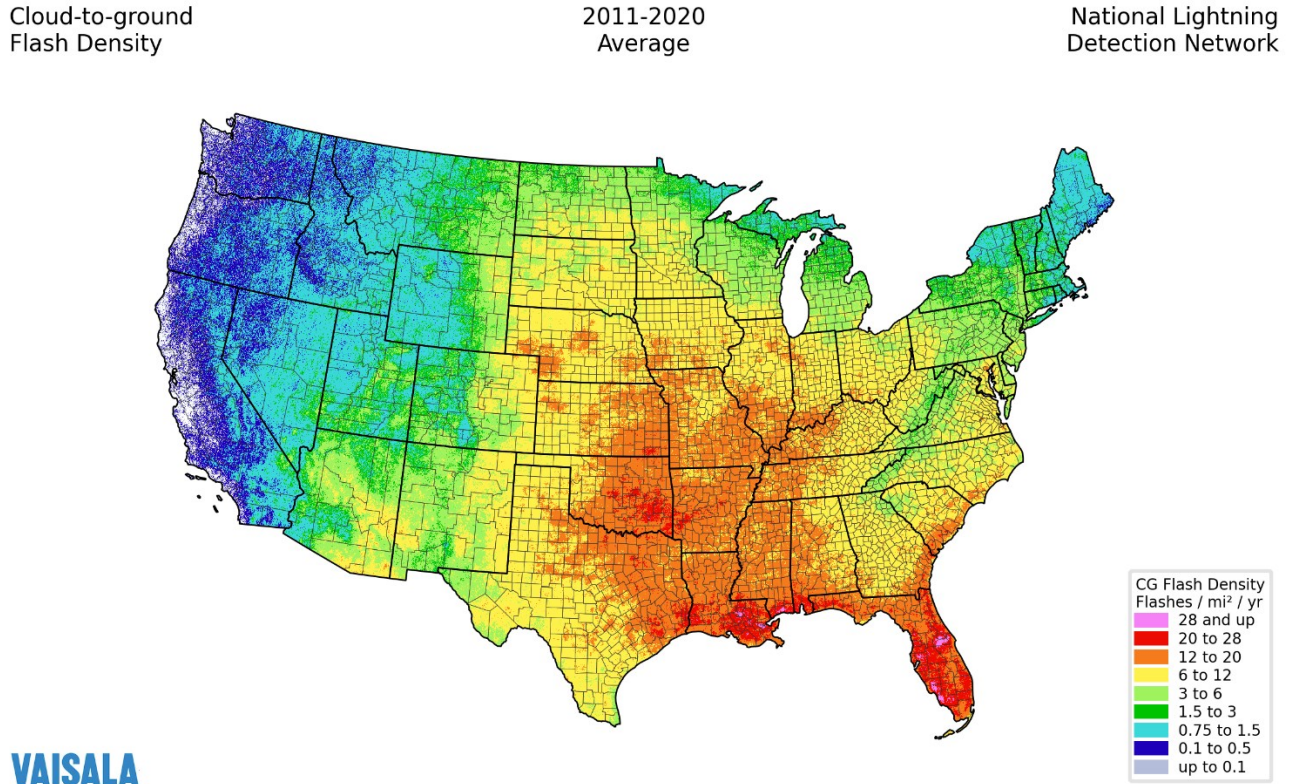 Cloud-to-ground
Flash Density
2011-2020
Average
National Lightning
Detection Network
CG Flash Density
Flashes / mi² / yr
28 and up
20 to 28
12 to 20
6 to 12
3 to 6
1.5 to 3
0.75 to 1.5
0.1 to 0.5
up to 0.1
VAISALA